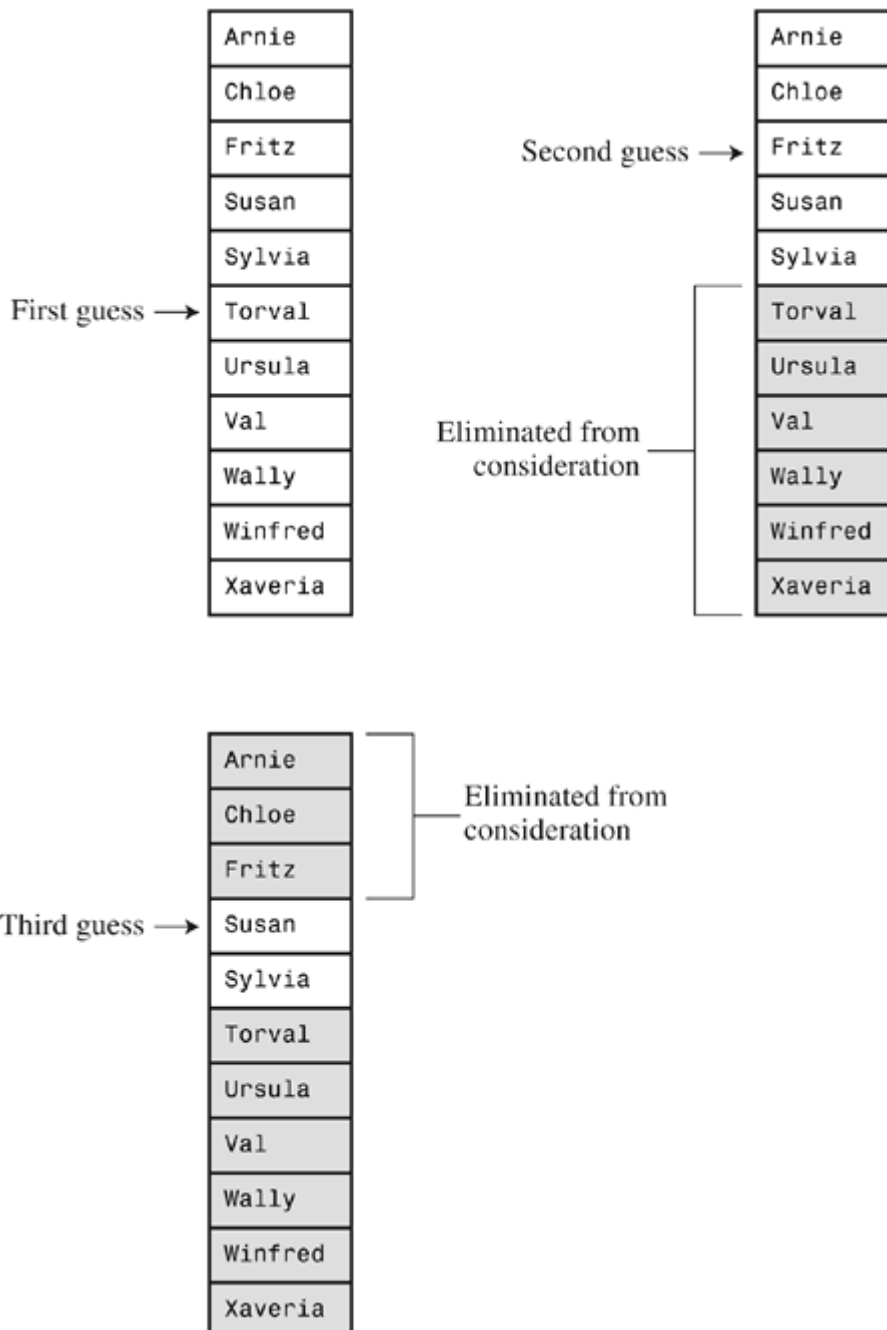 Arnie
Chloe
Fritz
Susan
Sylvia
First guess
Torval
Ursula
Val
Wally
Winfred
Xaveria
Arnie
Chloe
Second guess
Fritz
Susan
Sylvia
Torval
Ursula
Eliminated from
consideration
Val
Wally
Winfred
Xaveria
Arnie
Chloe
Fritz
Eliminated from
consideration
Third guess
Susan
Sylvia
Torval
Ursula
Val
Wally
Winfred
Xaveria